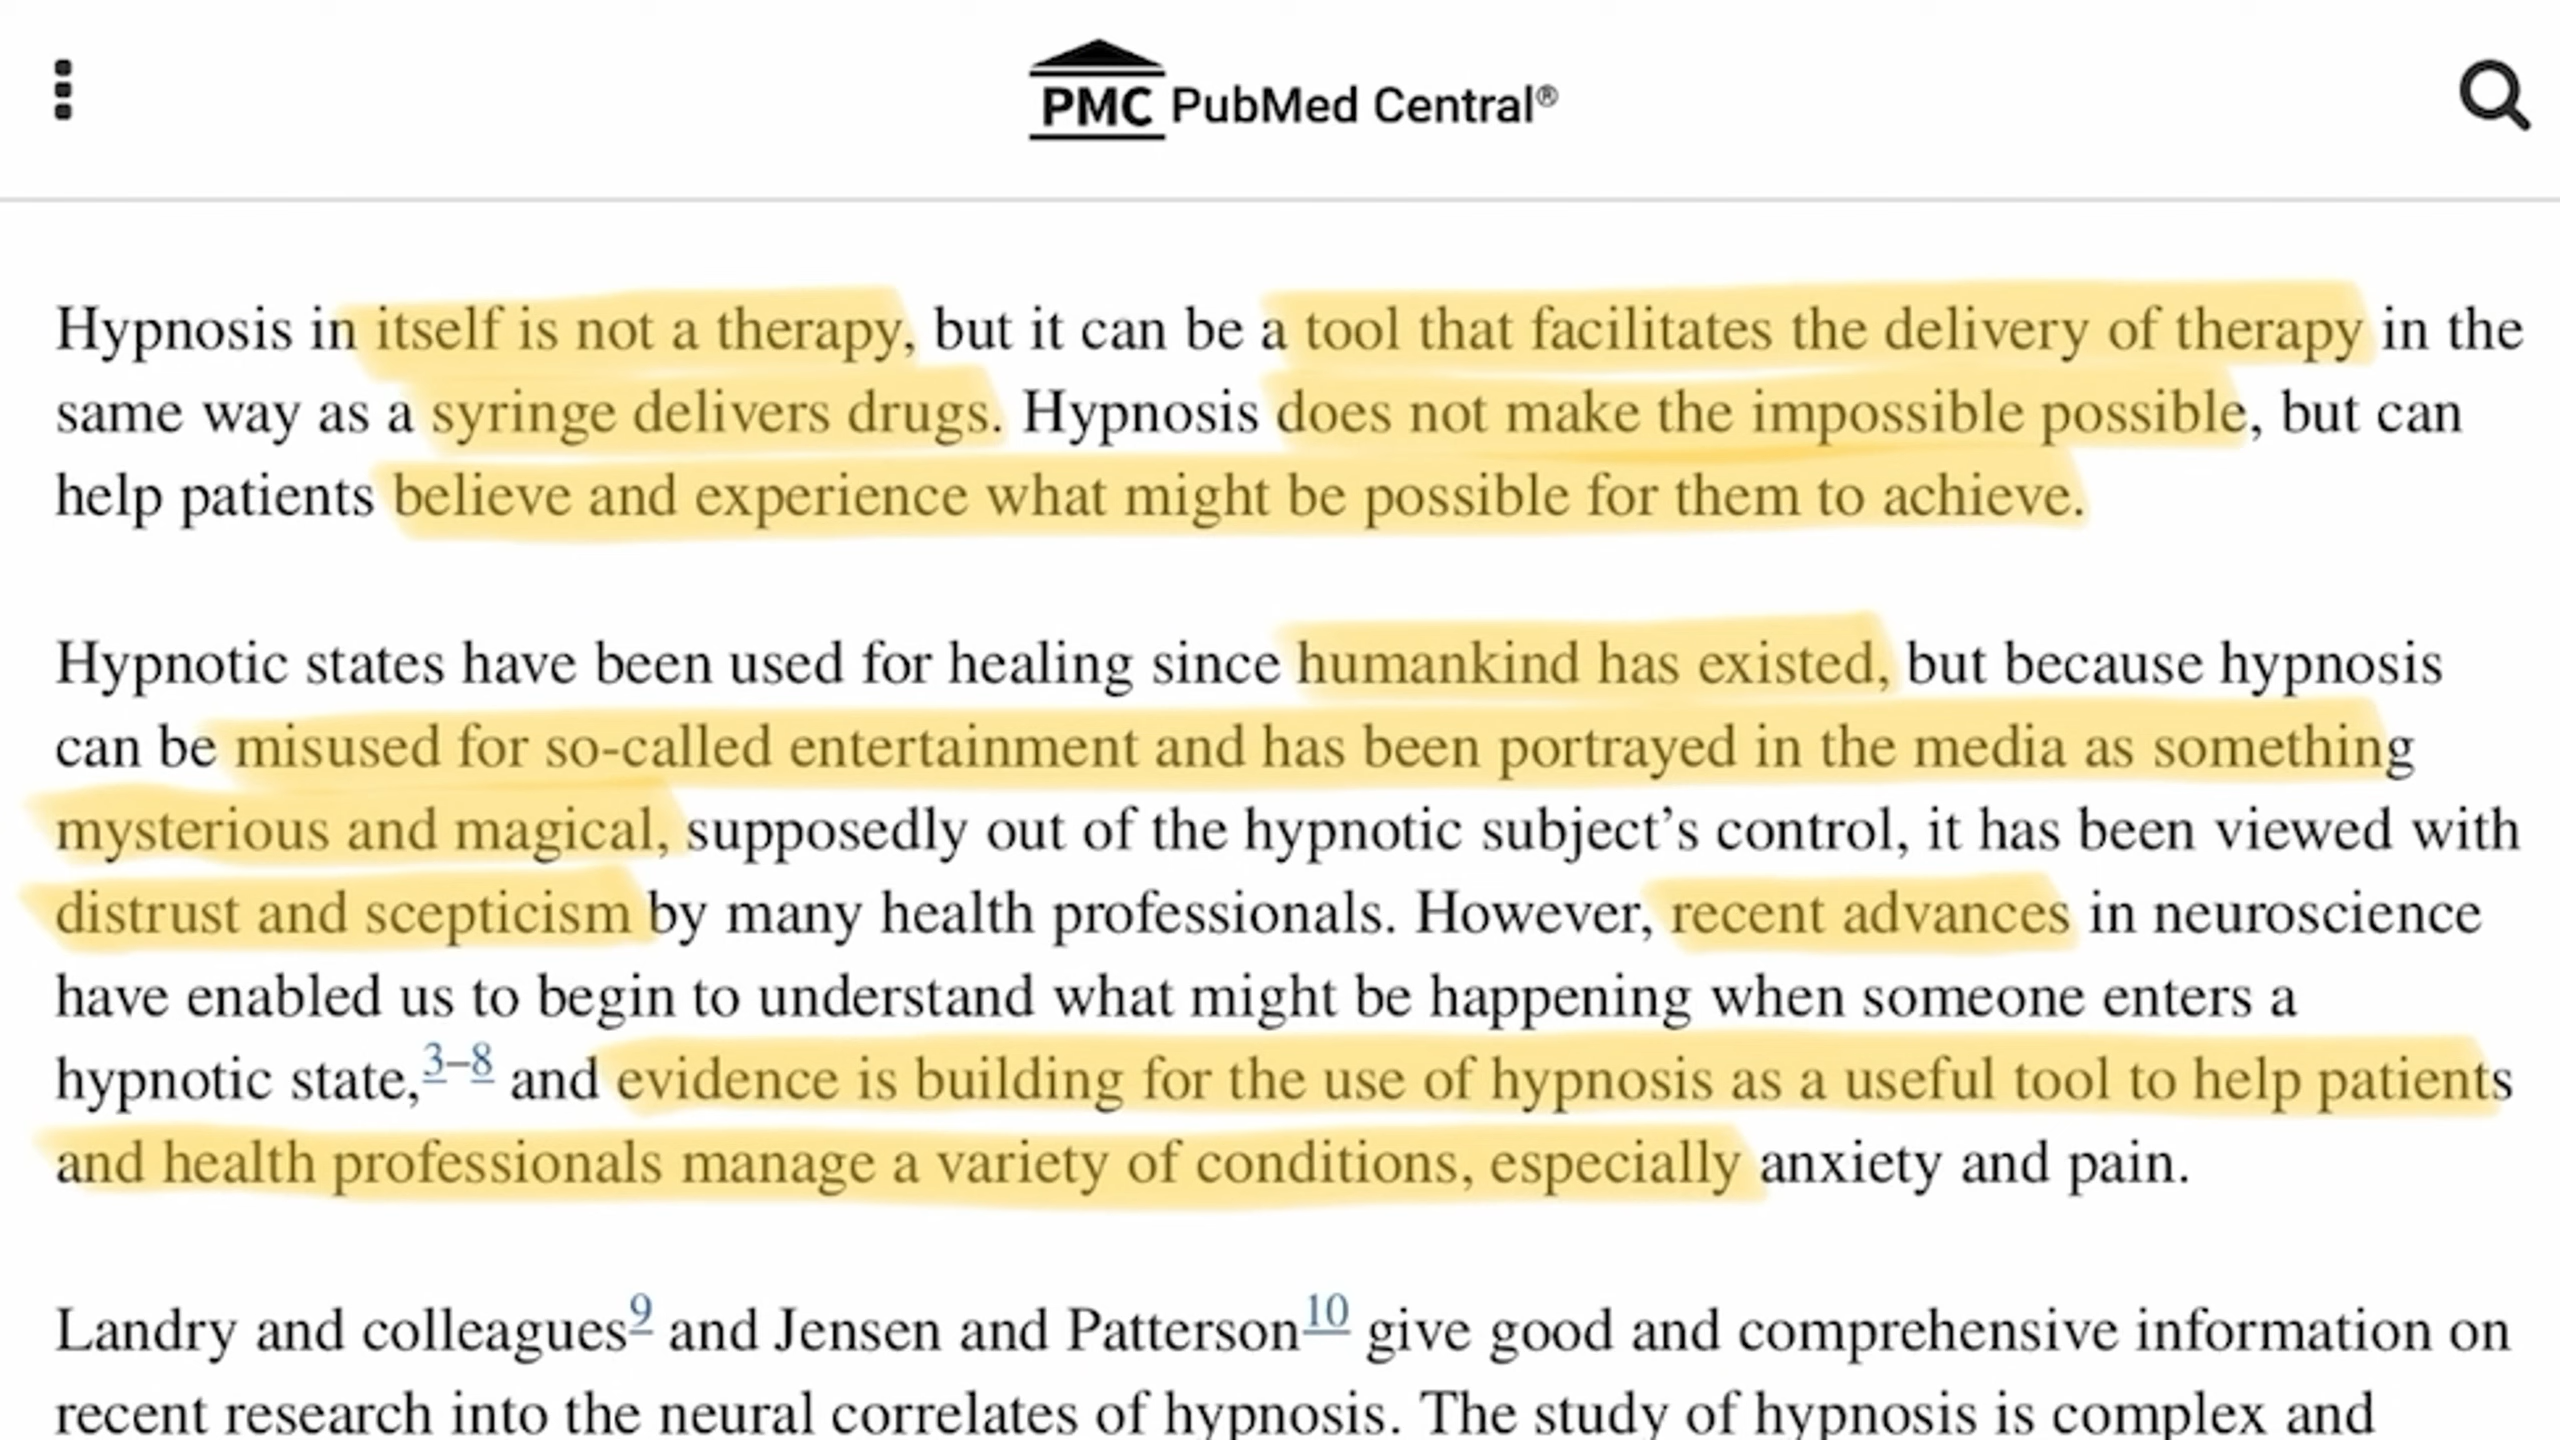 PMC PubMed Central®
Hypnosis in itself is not a therapy, but it can be a tool that facilitates the delivery of therapy in the
same way as a syringe delivers drugs. Hypnosis does not make the impossible possible, but can
help patients believe and experience what might be possible for them to achieve.
Hypnotic states have been used for healing since humankind has existed, but because hypnosis
can be misused for so-called entertainment and has been portrayed in the media as something
mysterious and magical, supposedly out of the hypnotic subject’s control, it has been viewed with
distrust and scepticism by many health professionals. However, recent advances in neuroscience
have enabled us to begin to understand what might be happening when someone enters a
hypnotic state,3–8 and evidence is building for the use of hypnosis as a useful tool to help patients
and health professionals manage a variety of conditions, especially anxiety and pain.
Landry and colleagues9 and Jensen and Patterson10 give good and comprehensive information on
recent research into the neural correlates of hypnosis. The study of hypnosis is complex and